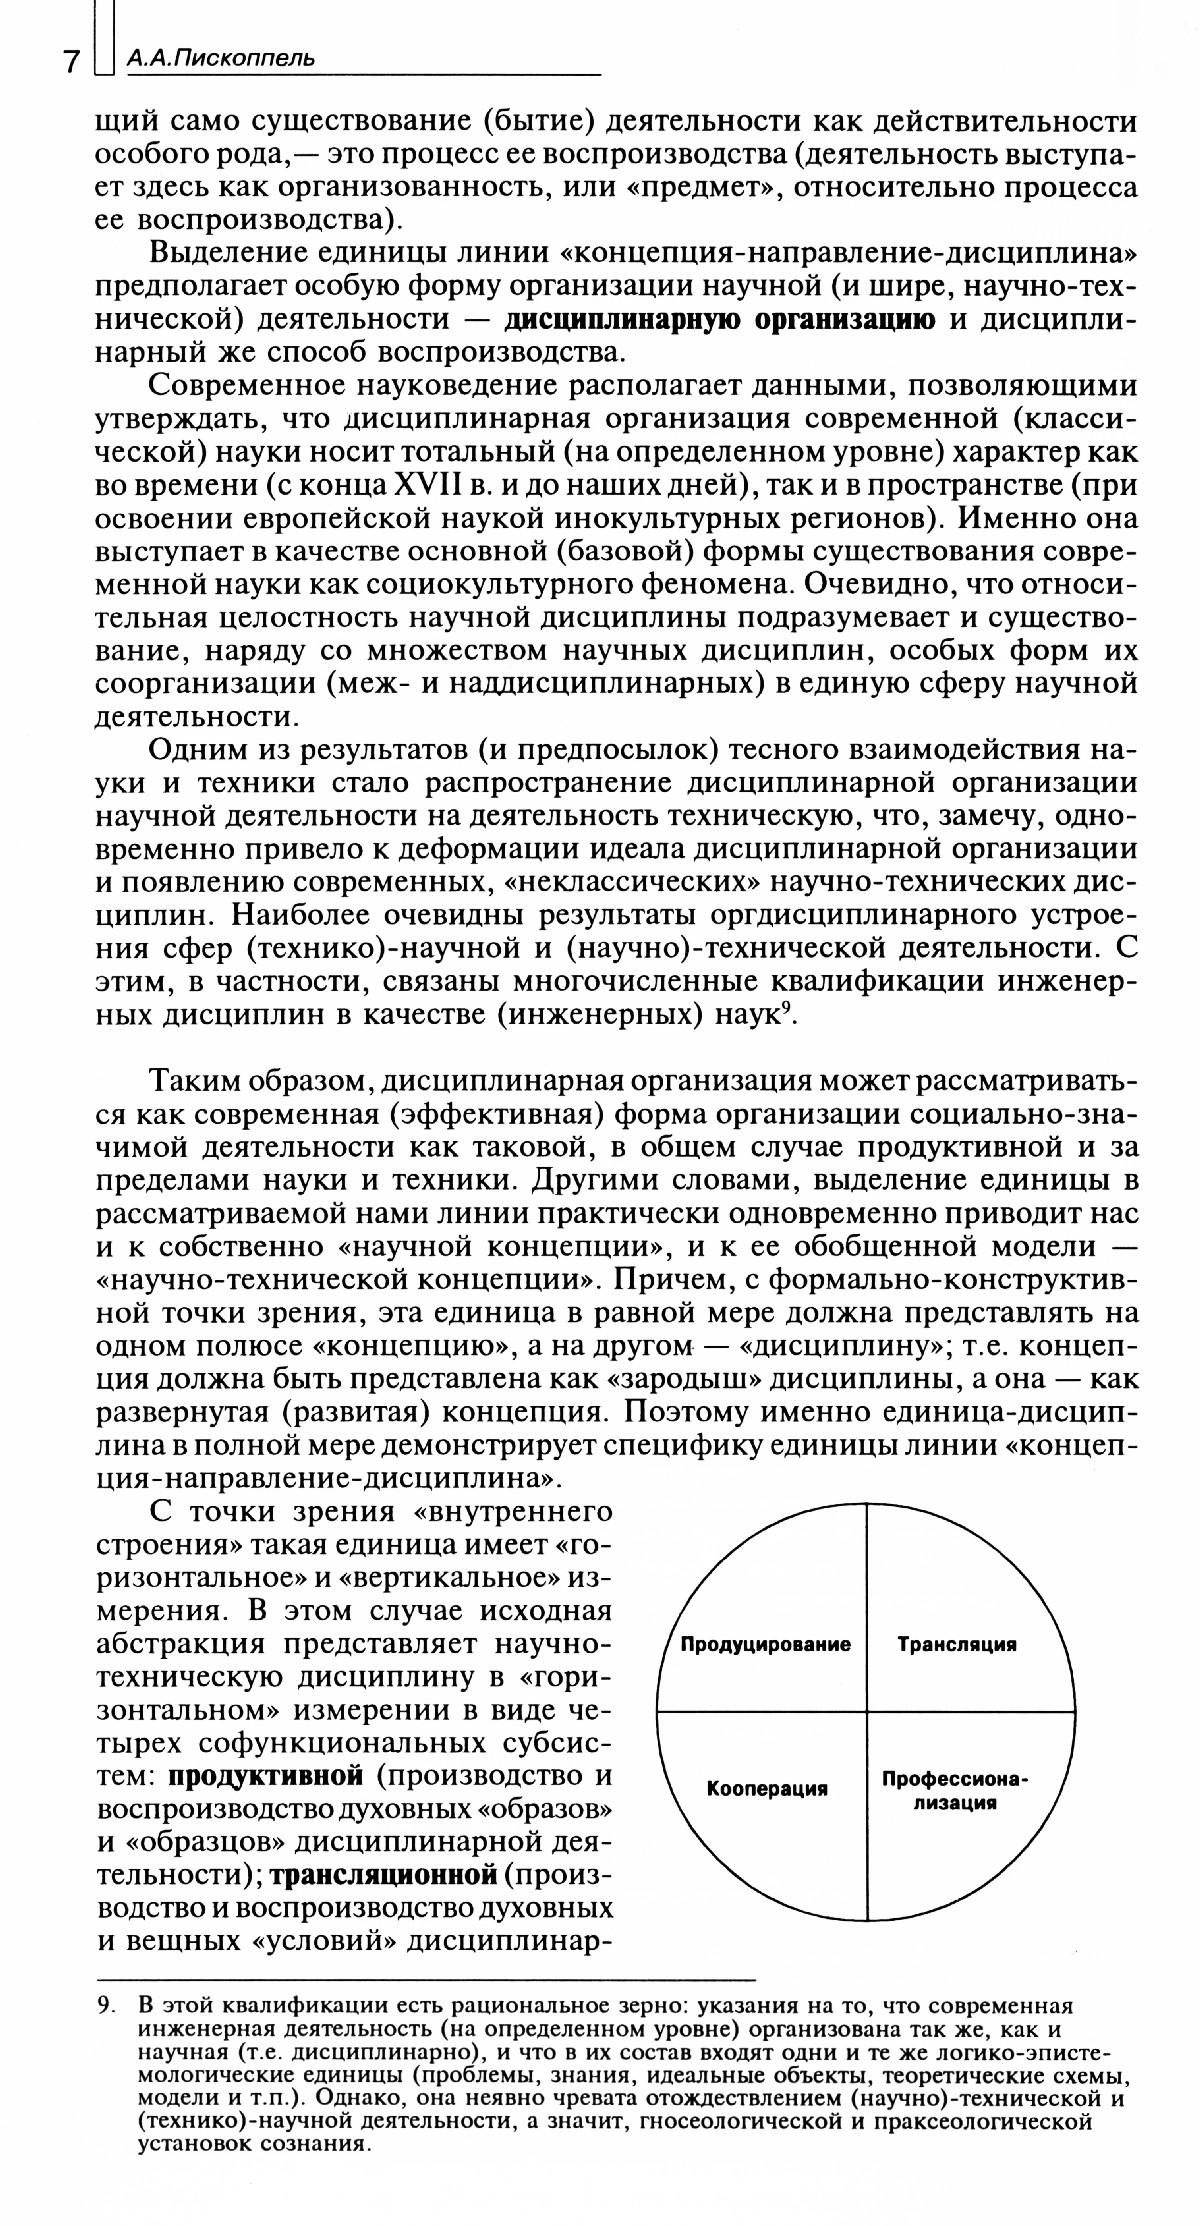 7
А.А.Пископпель
щий само существование (бытие) деятельности как действительности
особого рода,— это процесс ее воспроизводства (деятельность выступа-
ет здесь как организованность, или «предмет», относительно процесса
ее воспроизводства).
Выделение единицы линии «концепция-направление-дисциплина»
предполагает особую форму организации научной (и шире, научно-тех-
нической) деятельности — дисциплинарную организацию и дисципли-
нарный же способ воспроизводства.
Современное науковедение располагает данными, позволяющими
утверждать, что дисциплинарная организация современной (класси-
ческой) науки носит тотальный (на определенном уровне) характер как
во времени (с конца XVII в. и до наших дней), так и в пространстве (при
освоении европейской наукой инокультурных регионов). Именно она
выступает в качестве основной (базовой) формы существования совре-
менной науки как социокультурного феномена. Очевидно, что относи-
тельная целостность научной дисциплины подразумевает и существо-
вание, наряду со множеством научных дисциплин, особых форм их
соорганизации (меж- и наддисциплинарных) в единую сферу научной
деятельности.
Одним из результатов (и предпосылок) тесного взаимодействия на-
уки и техники стало распространение дисциплинарной организации
научной деятельности на деятельность техническую, что, замечу, одно-
временно привело к деформации идеала дисциплинарной организации
и появлению современных, «неклассических» научно-технических дис-
циплин. Наиболее очевидны результаты оргдисциплинарного устрое-
ния сфер (технико)-научной и (научно)-технической деятельности. С
этим, в частности, связаны многочисленные квалификации инженер-
ных дисциплин в качестве (инженерных) наук⁹.
Таким образом, дисциплинарная организация может рассматривать-
ся как современная (эффективная) форма организации социально-зна-
чимой деятельности как таковой, в общем случае продуктивной и за
пределами науки и техники. Другими словами, выделение единицы в
рассматриваемой нами линии практически одновременно приводит нас
и к собственно «научной концепции», и к ее обобщенной модели —
«научно-технической концепции». Причем, с формально-конструктив-
ной точки зрения, эта единица в равной мере должна представлять на
одном полюсе «концепцию», а на другом — «дисциплину»; т.е. концеп-
ция должна быть представлена как «зародыш» дисциплины, а она — как
развернутая (развитая) концепция. Поэтому именно единица-дисцип-
лина в полной мере демонстрирует специфику единицы линии «концеп-
ция-направление-дисциплина».
С точки зрения «внутреннего
строения» такая единица имеет «го-
ризонтальное» и «вертикальное» из-
мерения. В этом случае исходная
абстракция представляет научно-
техническую дисциплину в «гори-
зонтальном» измерении в виде че-
тырех софункциональных субсис-
тем: продуктивной (производство и
воспроизводство духовных «образов»
и «образцов» дисциплинарной дея-
тельности); трансляционной (произ-
водство и воспроизводство духовных
и вещных «условий» дисциплинар-
Продуцирование
Трансляция
Кооперация
Профессиона-
лизация
9. В этой квалификации есть рациональное зерно: указания на то, что современная
инженерная деятельность (на определенном уровне) организована так же, как и
научная (т.е. дисциплинарно), и что в их состав входят одни и те же логико-эписте-
мологические единицы (проблемы, знания, идеальные объекты, теоретические схемы,
модели и т.п.). Однако, она неявно чревата отождествлением (научно)-технической и
(технико)-научной деятельности, а значит, гносеологической и праксеологической
установок сознания.